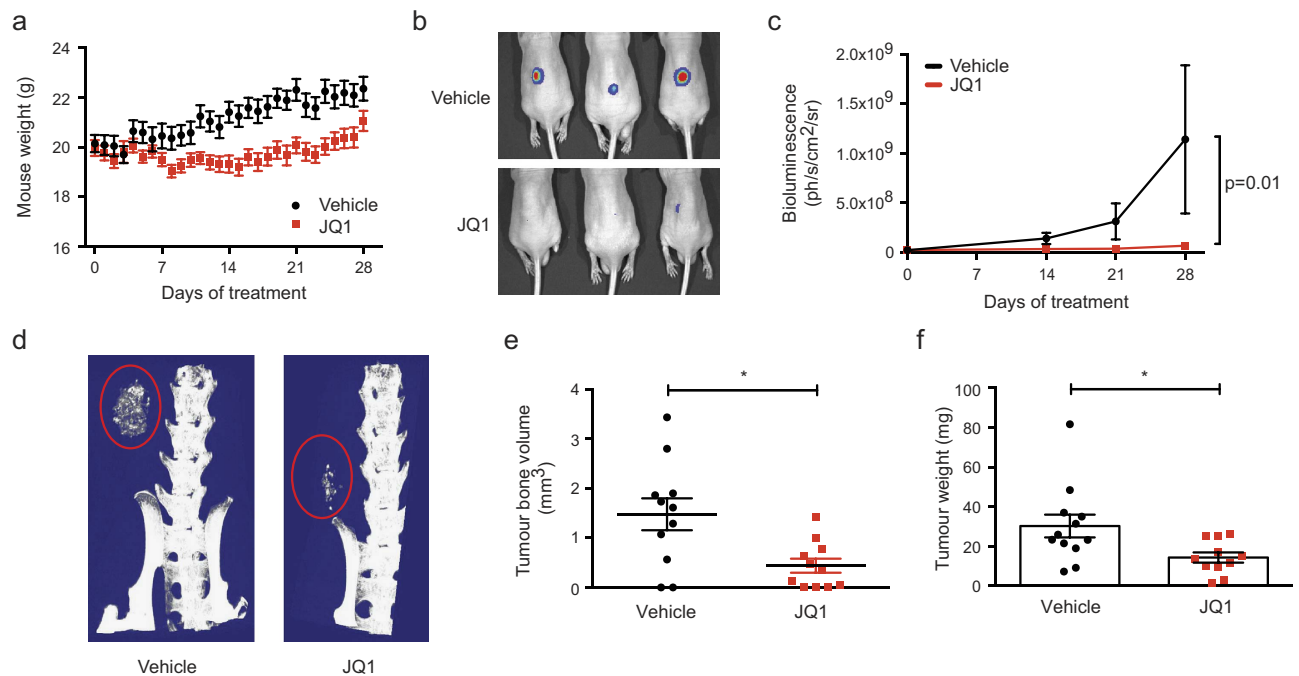 a
Mouse weight (g)
24
22
20
18
16
Vehicle
JQ1
0
7
14
21
28
Days of treatment
b
Vehicle
JQ1
c
Bioluminescence
(ph/s/cm²/sr)
2.0x10⁹
1.5x10⁹
1.0x10⁹
5.0x10⁸
0
Vehicle
JQ1
p=0.01
0
7
14
21
28
Days of treatment
d
Vehicle
JQ1
e
Tumour bone volume
(mm³)
4
3
2
1
0
*
Vehicle
JQ1
f
Tumour weight (mg)
100
80
60
40
20
0
*
Vehicle
JQ1